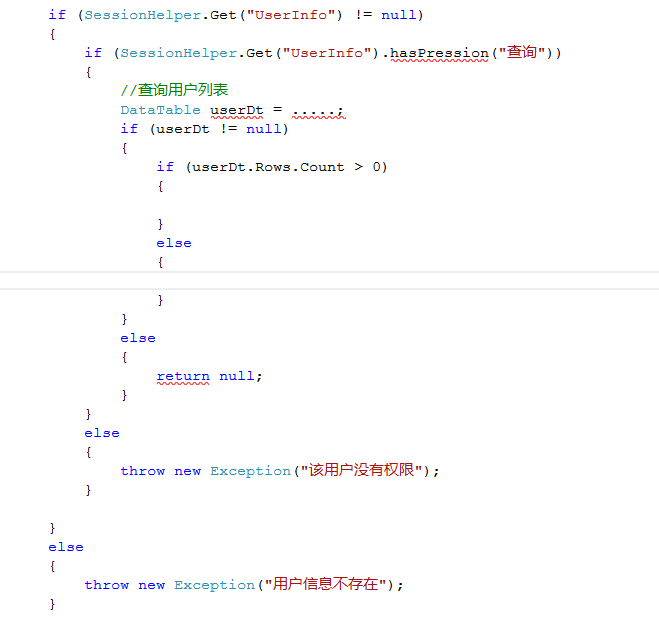 if (SessionHelper.Get("UserInfo") != null)
{
if (SessionHelper.Get("UserInfo").hasPression("查询"))
{
//查询用户列表
DataTable userDt = .....;
if (userDt != null)
{
if (userDt.Rows.Count > 0)
{
}
else
{
}
}
else
{
return null;
}
}
else
{
throw new Exception("该用户没有权限");
}
}
else
{
throw new Exception("用户信息不存在");
}